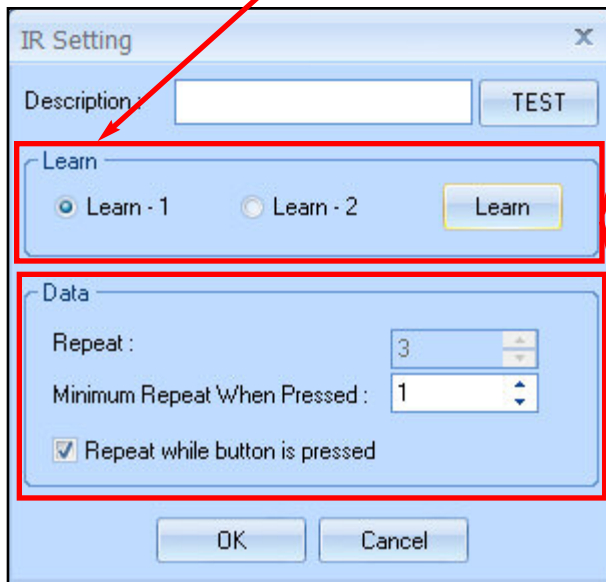 IR Setting x
Description : TEST
Learn
Learn - 1 Learn - 2 Learn
Data
Repeat : 3
Minimum Repeat When Pressed : 1
Repeat while button is pressed
OK Cancel